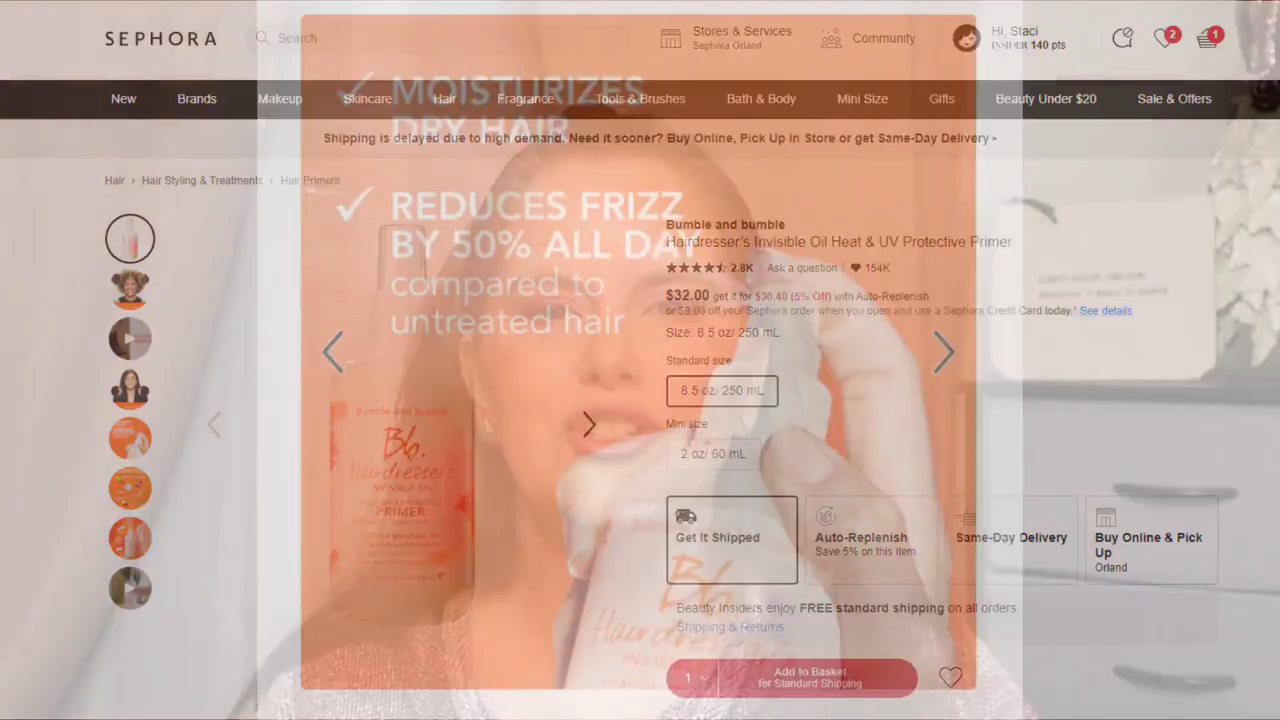 SEPHORA
Search
Stores & Services
Sephora Orland
Community
Hi, Staci
INSIDER 140 pts
2
1
New
Brands
Makeup
Skincare
Hair
Fragrance
Tools & Brushes
Bath & Body
Mini Size
Gifts
Beauty Under $20
Sale & Offers
Shipping is delayed due to high demand. Need it sooner? Buy Online, Pick Up in Store or get Same-Day Delivery
Hair › Hair Styling & Treatments › Hair Primers
✓ MOISTURIZES
DRY HAIR
✓ REDUCES FRIZZ
BY 50% ALL DAY
compared to
untreated hair
Bumble and bumble
Bb.
Hairdresser's
INVISIBLE OIL
PRIMER
Bumble and bumble
Hairdresser's Invisible Oil Heat & UV Protective Primer
2.8K
Ask a question
154K
$32.00 get it for $30.40 (5% Off) with Auto-Replenish
or $8.00 off your Sephora order when you open and use a Sephora Credit Card today.* See details
Size: 8.5 oz/ 250 mL
Standard size
8.5 oz/ 250 mL
Mini size
2 oz/ 60 mL
Get It Shipped
Auto-Replenish
Save 5% on this item
Same-Day Delivery
Buy Online & Pick
Up
Orland
Beauty Insiders enjoy FREE standard shipping on all orders.
Shipping & Returns
Bb.
1
Add to Basket
for Standard Shipping